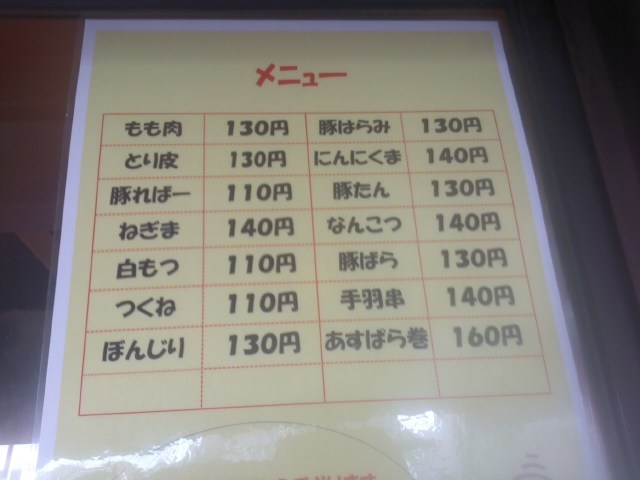 メニュー
もも肉 130円 豚はらみ 130円
とり皮 130円 にんにくま 140円
豚ればー 110円 豚たん 130円
ねぎま 140円 なんこつ 140円
白もつ 110円 豚ばら 130円
つくね 110円 手羽串 140円
ぼんじり 130円 あすぱら巻 160円